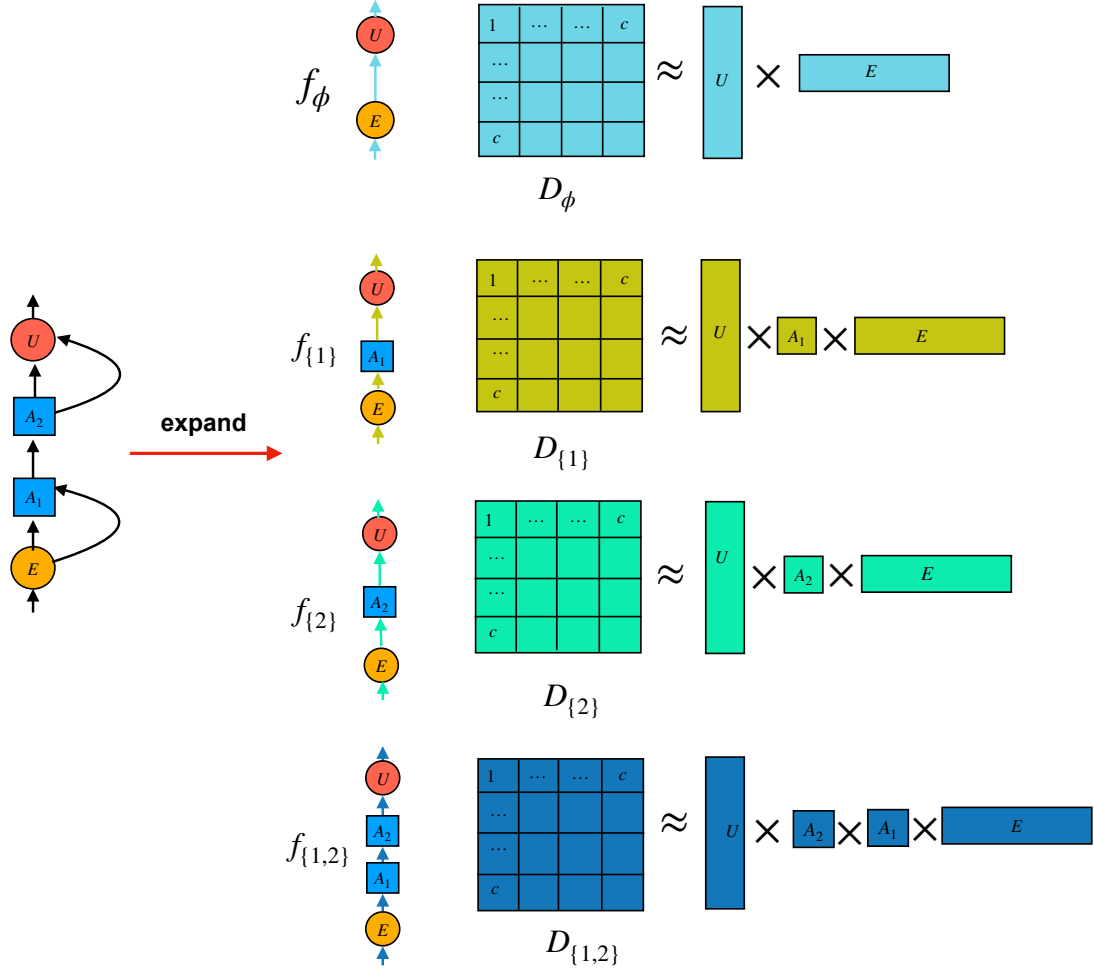 U
A₂
A₁
E
expand
f_ϕ
U
E
1 … … c
…
…
c
D_ϕ
≈ U × E
f_{1}
U
A₁
E
1 … … c
…
…
c
D_{1}
≈ U × A₁ × E
f_{2}
U
A₂
E
1 … … c
…
…
c
D_{2}
≈ U × A₂ × E
f_{1,2}
U
A₂
A₁
E
1 … … c
…
…
c
D_{1,2}
≈ U × A₂ × A₁ × E